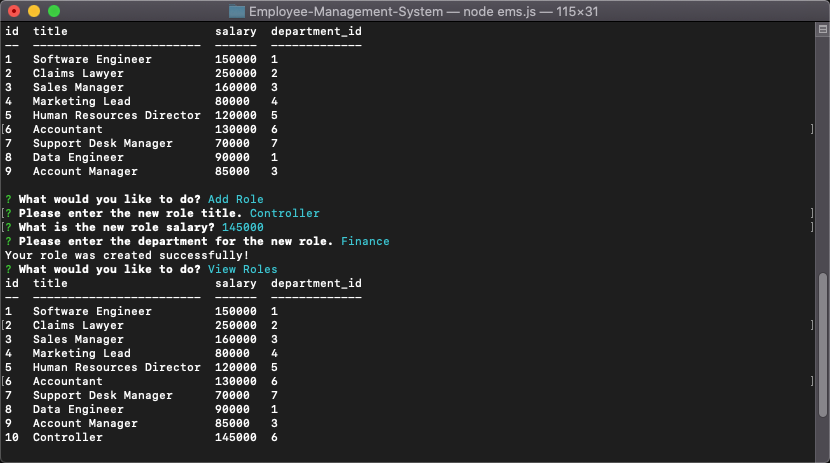 Employee-Management-System — node ems.js — 115×31
id  title                     salary  department_id
--  ------------------------  ------  -------------
1   Software Engineer         150000  1
2   Claims Lawyer             250000  2
3   Sales Manager             160000  3
4   Marketing Lead            80000   4
5   Human Resources Director  120000  5
6   Accountant                130000  6
7   Support Desk Manager      70000   7
8   Data Engineer             90000   1
9   Account Manager           85000   3
? What would you like to do? Add Role
? Please enter the new role title. Controller
? What is the new role salary? 145000
? Please enter the department for the new role. Finance
Your role was created successfully!
? What would you like to do? View Roles
id  title                     salary  department_id
--  ------------------------  ------  -------------
1   Software Engineer         150000  1
2   Claims Lawyer             250000  2
3   Sales Manager             160000  3
4   Marketing Lead            80000   4
5   Human Resources Director  120000  5
6   Accountant                130000  6
7   Support Desk Manager      70000   7
8   Data Engineer             90000   1
9   Account Manager           85000   3
10  Controller                145000  6